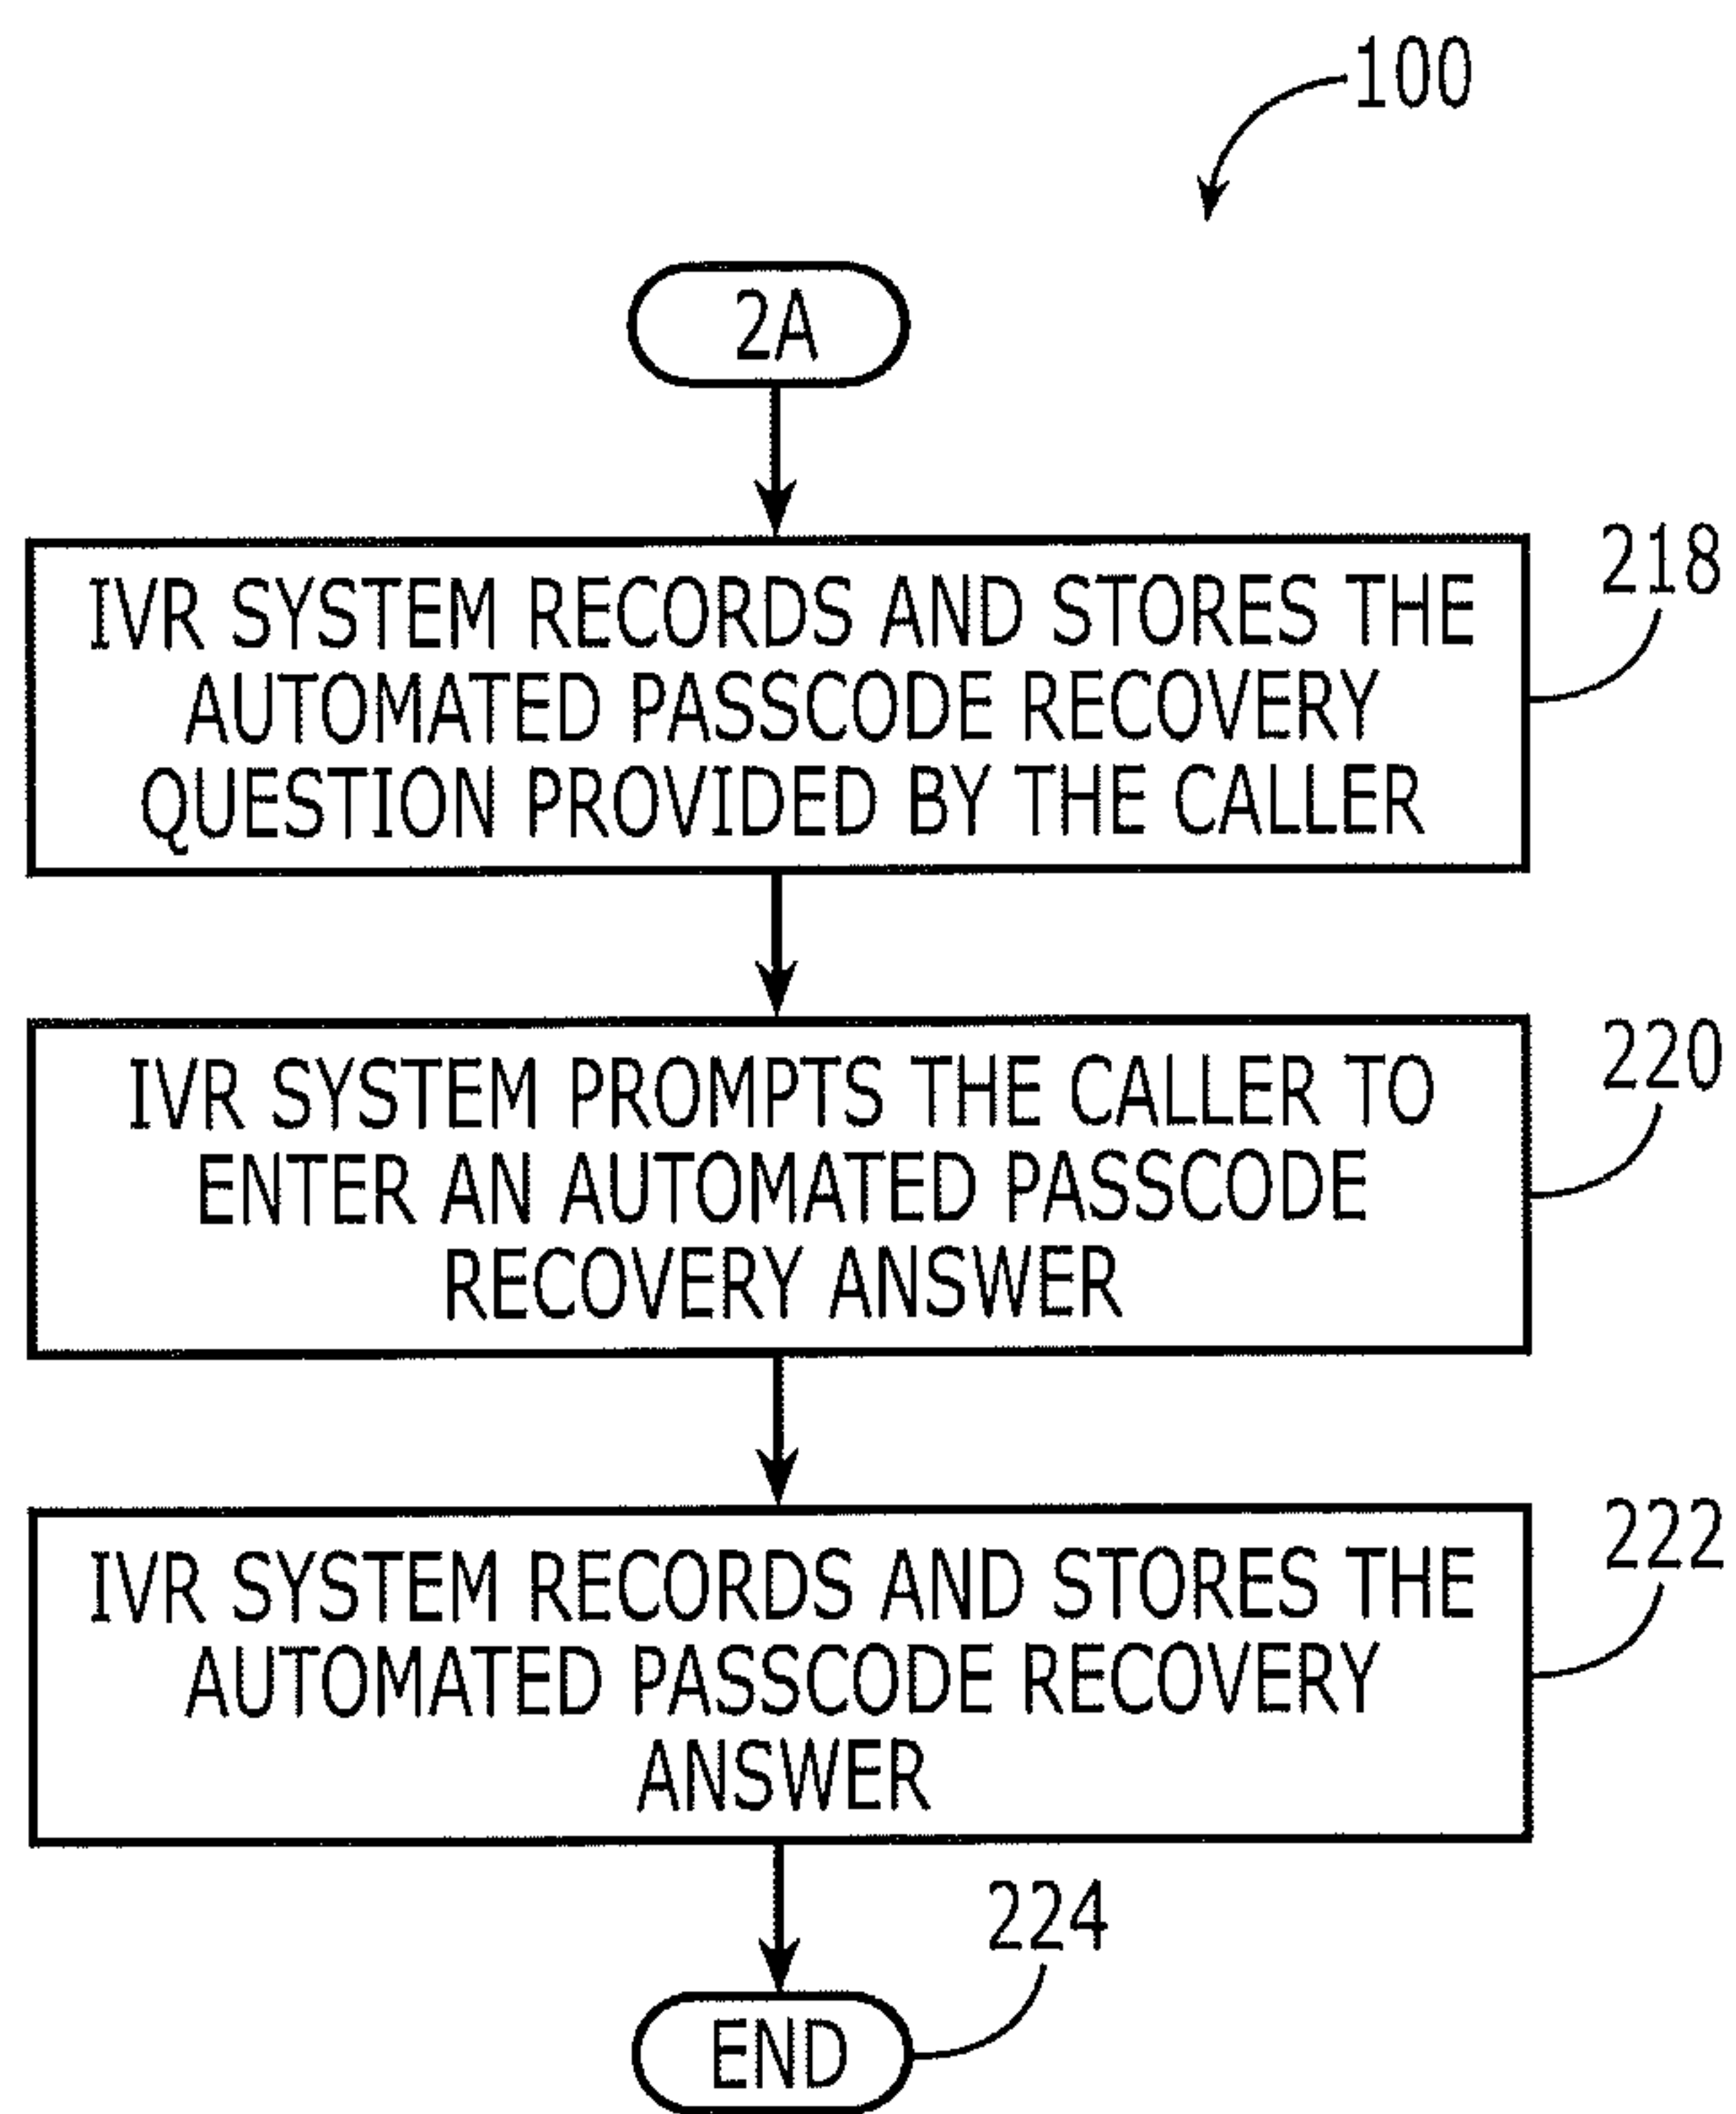 100
2A
218
IVR SYSTEM RECORDS AND STORES THE
AUTOMATED PASSCODE RECOVERY
QUESTION PROVIDED BY THE CALLER
220
IVR SYSTEM PROMPTS THE CALLER TO
ENTER AN AUTOMATED PASSCODE
RECOVERY ANSWER
222
IVR SYSTEM RECORDS AND STORES THE
AUTOMATED PASSCODE RECOVERY
ANSWER
224
END